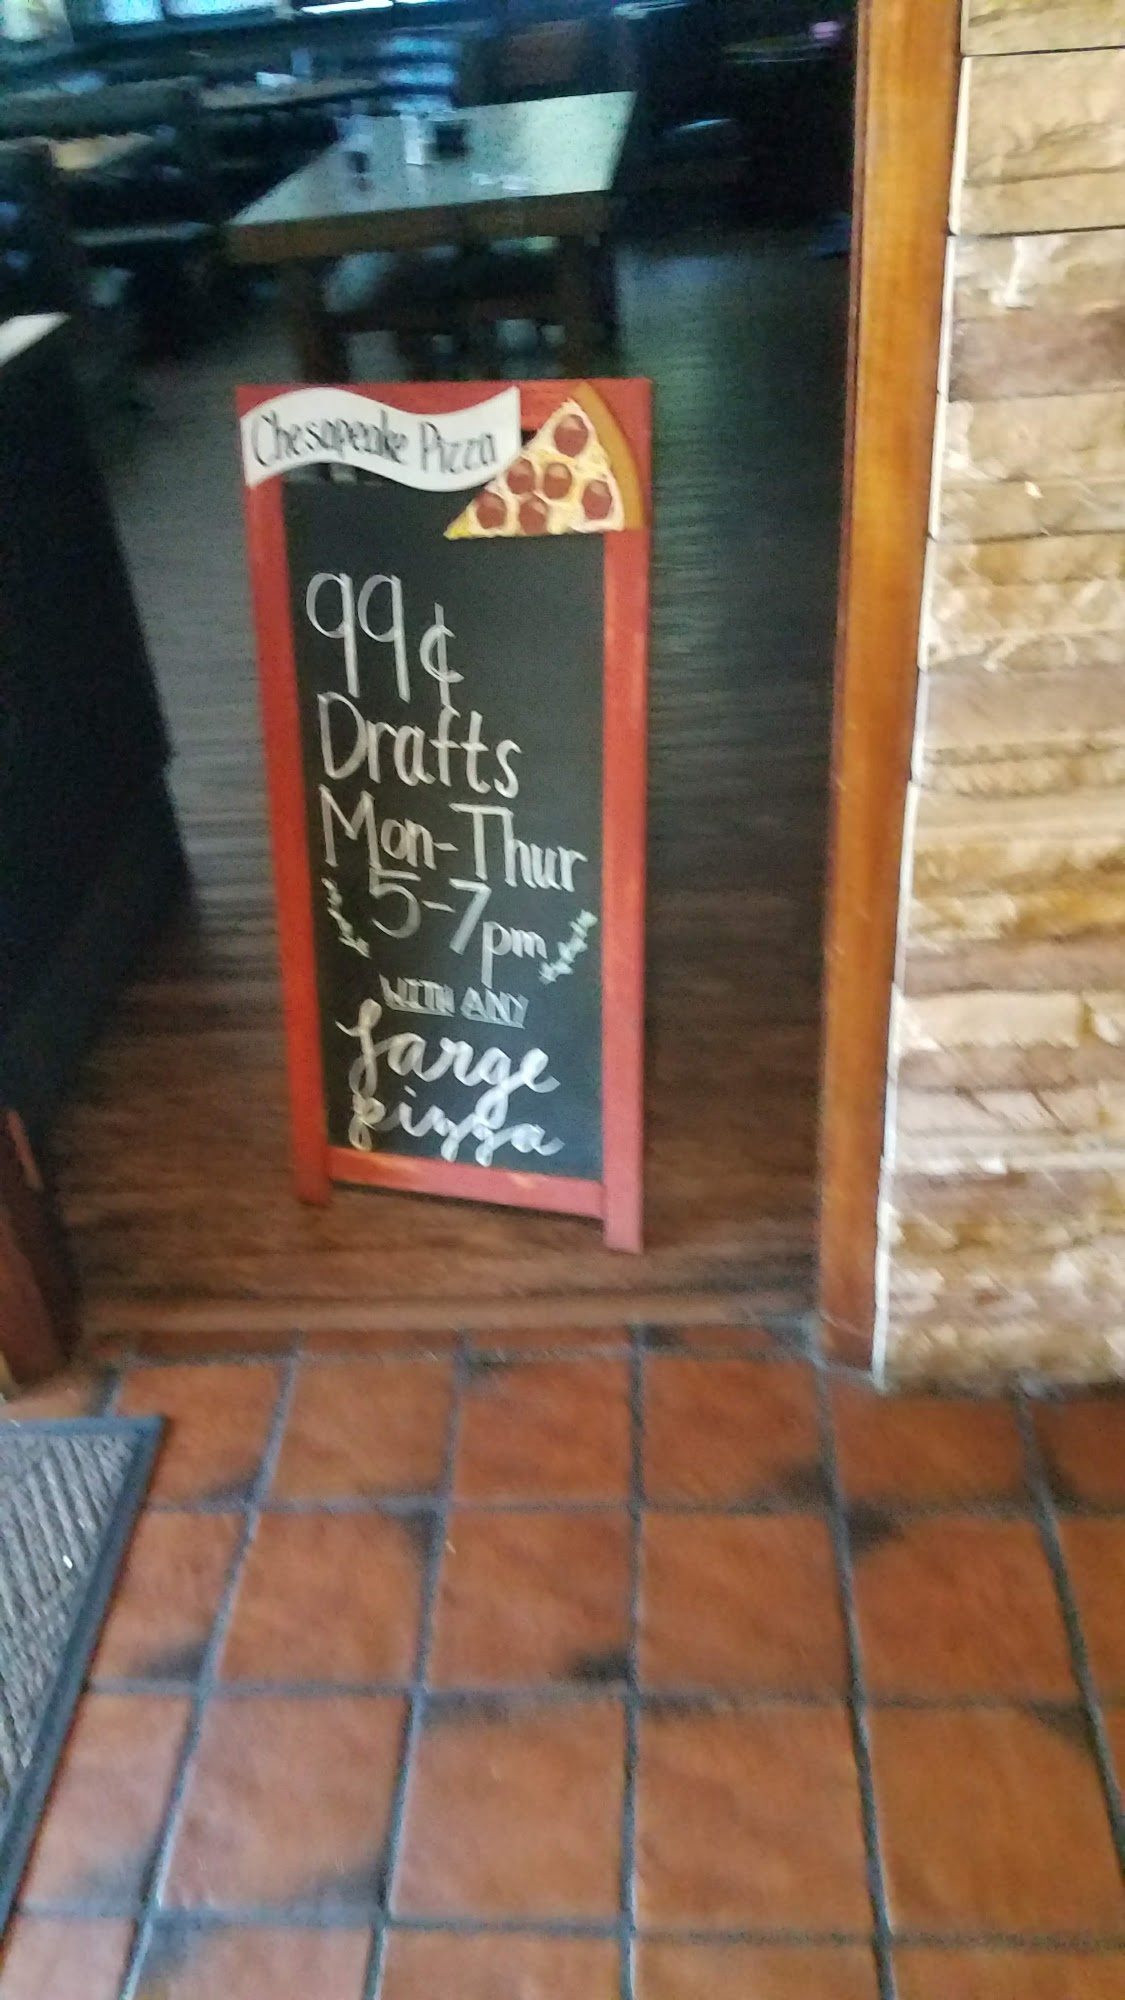 Chesapeake Pizza
99¢
Drafts
Mon-Thur
5-7pm
WITH ANY
Large
pizza